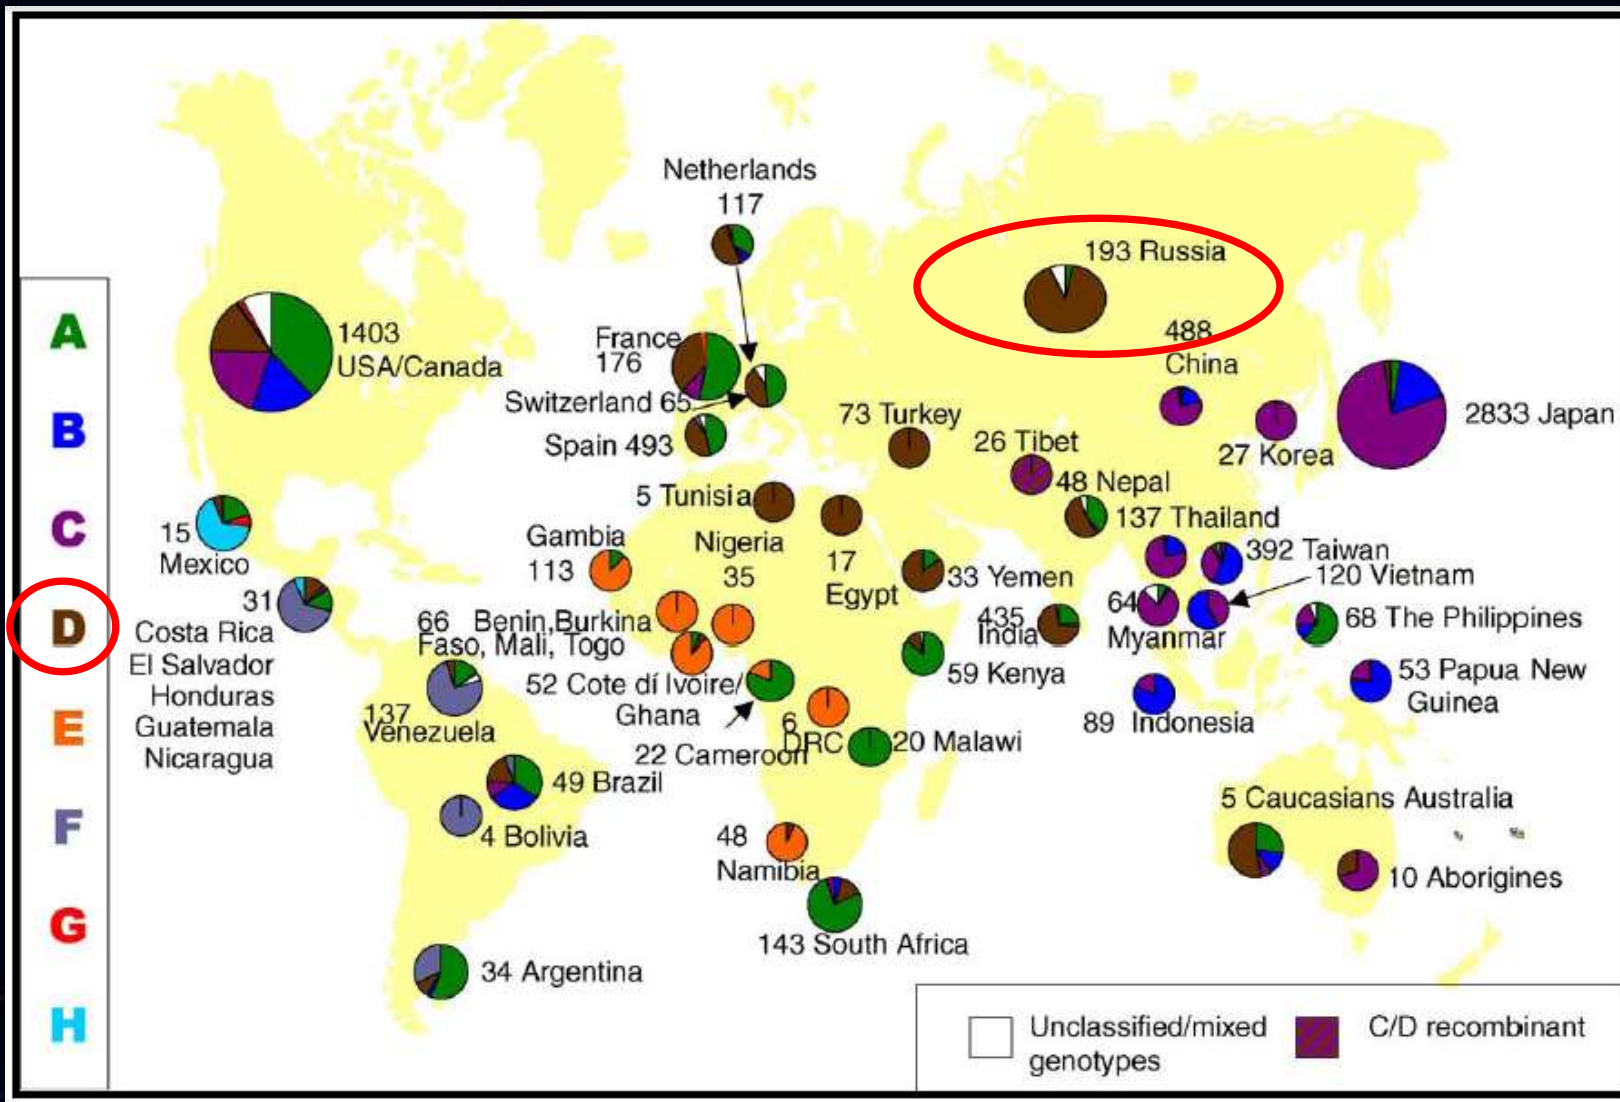 Netherlands
117
193 Russia
A
B
C
D
E
F
G
H
1403
USA/Canada
France
176
Switzerland 65
Spain 493
488
China
2833 Japan
73 Turkey
26 Tibet
27 Korea
48 Nepal
5 Tunisia
137 Thailand
15
Mexico
Gambia
113
Nigeria
35
17
Egypt
33 Yemen
392 Taiwan
120 Vietnam
31
Costa Rica
El Salvador
Honduras
Guatemala
Nicaragua
66 Benin,Burkina
Faso, Mali, Togo
435
India
64
Myanmar
68 The Philippines
52 Cote dí Ivoire/
Ghana
59 Kenya
53 Papua New
Guinea
137
Venezuela
6
DRC
89 Indonesia
22 Cameroon
20 Malawi
49 Brazil
4 Bolivia
5 Caucasians Australia
48
Namibia
10 Aborigines
143 South Africa
34 Argentina
Unclassified/mixed
genotypes
C/D recombinant